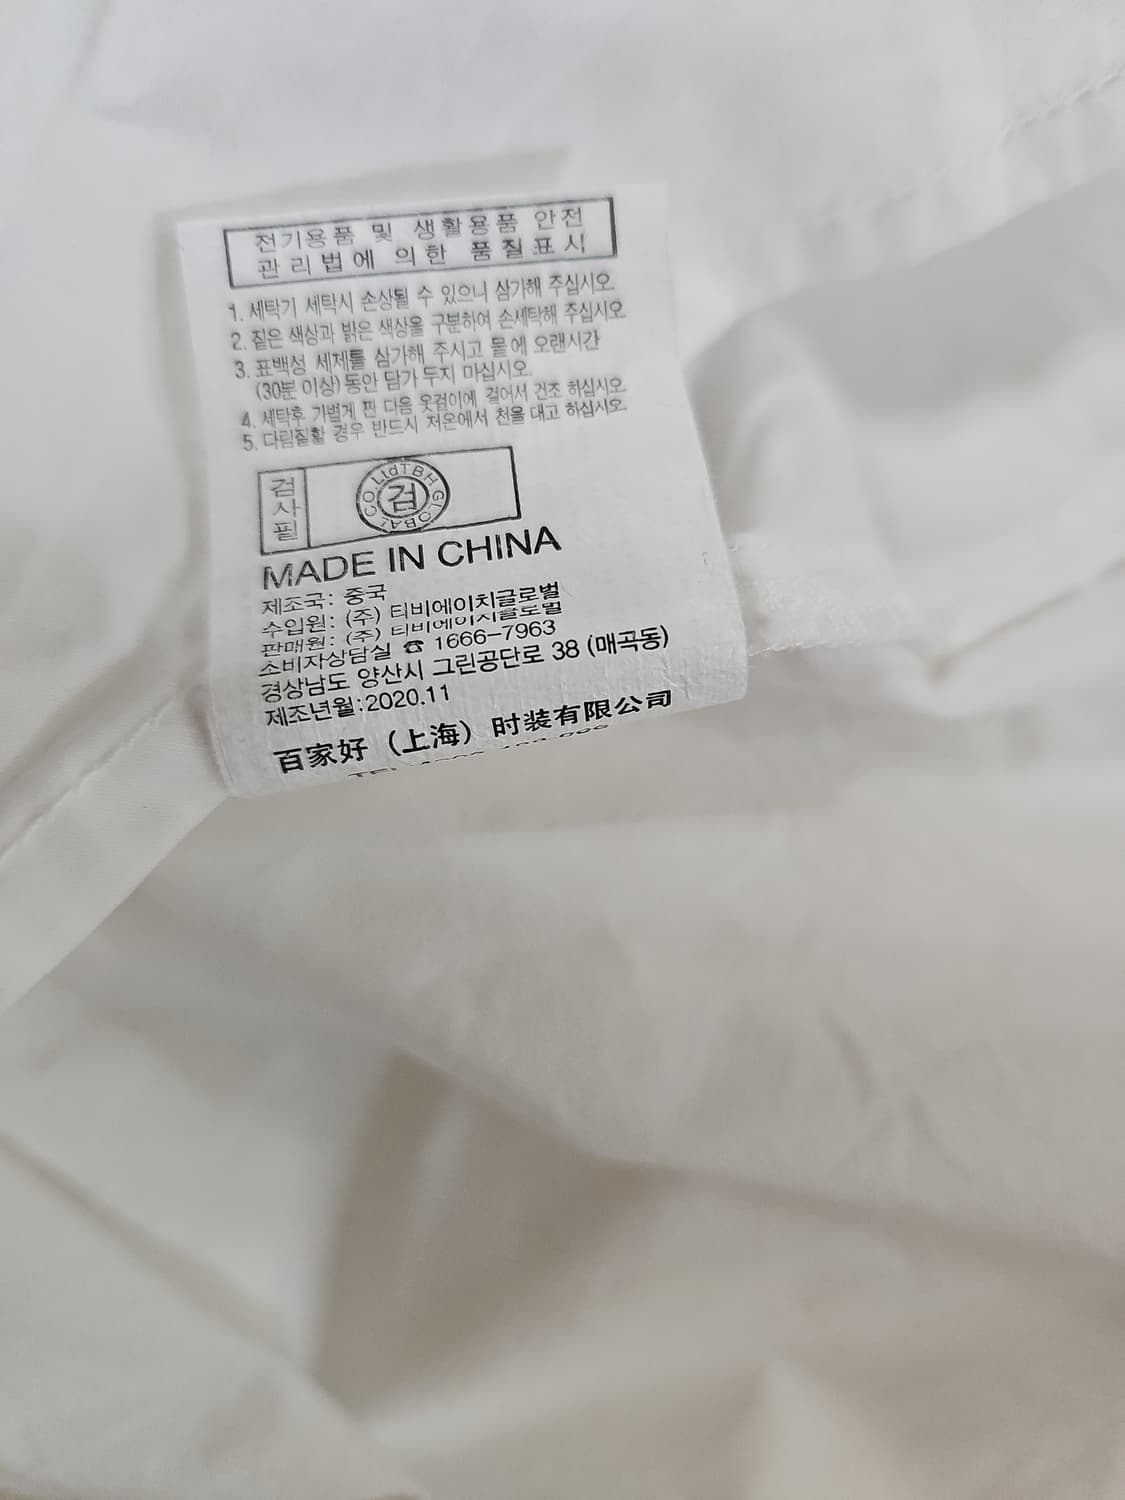 전기용품 및 생활용품 안전
관리법에 의한 품질표시
1. 세탁기 세탁시 손상될 수 있으니 삼가해 주십시오
2. 짙은 색상과 밝은 색상을 구분하여 손세탁해 주십시오
3. 표백성 세제를 삼가해 주시고 물에 오랜시간
(30분 이상) 동안 담가 두지 마십시오
4. 세탁후 가볍게 짠 다음 옷걸이에 걸어서 건조 하십시오
5. 다림질할 경우 반드시 저온에서 천을 대고 하십시오
검사필
CO.,Ltd TBH GLOBAL
검
MADE IN CHINA
제조국: 중국
수입원: (주) 티비에이치글로벌
판매원: (주) 티비에이치글로벌
소비자상담실 ☎ 1666-7963
경상남도 양산시 그린공단로 38 (매곡동)
제조년월:2020.11
百家好（上海）时装有限公司